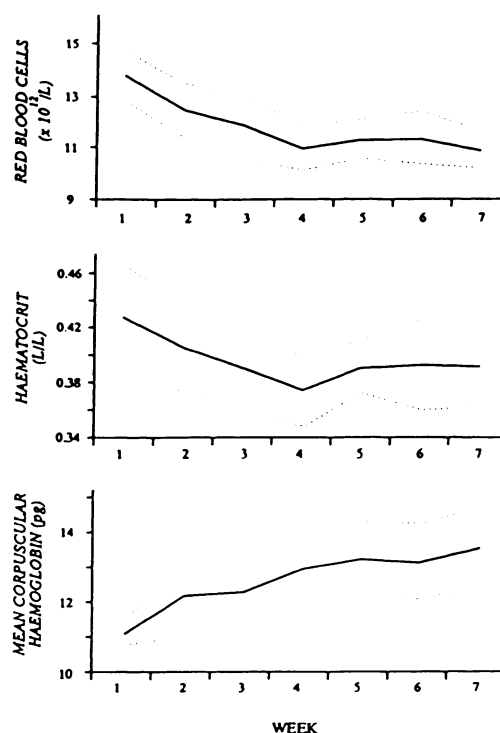 RED BLOOD CELLS
(x 10¹²/L)
15
13
11
9
1 2 3 4 5 6 7
HAEMATOCRIT
(L/L)
0.46
0.42
0.38
0.34
1 2 3 4 5 6 7
MEAN CORPUSCULAR
HAEMOGLOBIN (pg)
14
12
10
1 2 3 4 5 6 7
WEEK